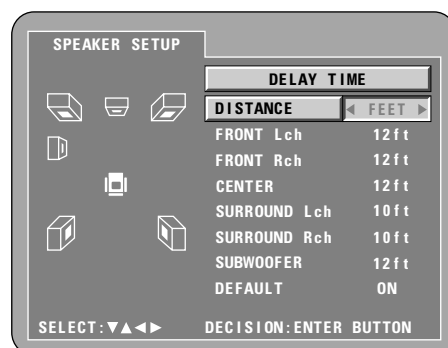 SPEAKER SETUP
DELAY TIME
DISTANCE ◀ FEET ▶
FRONT Lch 12ft
FRONT Rch 12ft
CENTER 12ft
SURROUND Lch 10ft
SURROUND Rch 10ft
SUBWOOFER 12ft
DEFAULT ON
SELECT:▼▲◀▶ DECISION:ENTER BUTTON